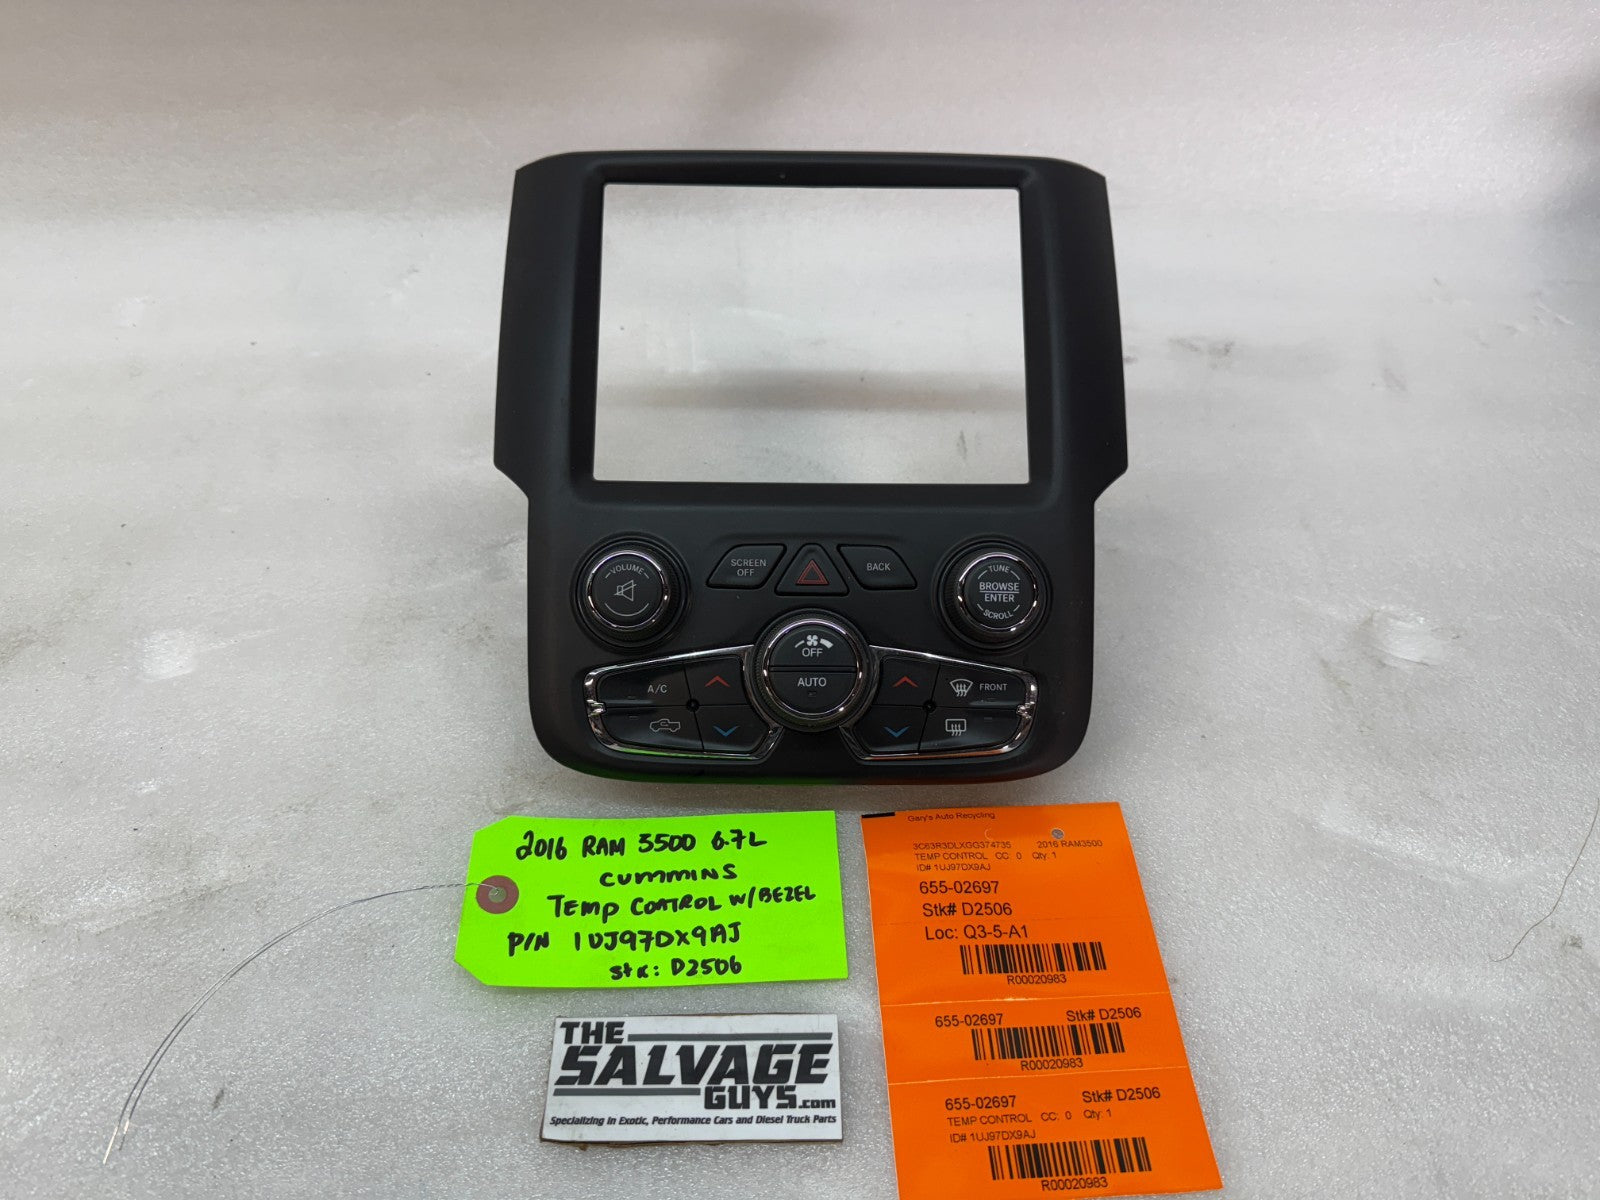 VOLUME
SCREEN
OFF
BACK
TUNE
BROWSE
ENTER
SCROLL
OFF
AUTO
A/C
FRONT
2016 RAM 3500 6.7L
CUMMINS
TEMP CONTROL W/BEZEL
P/N 1UJ97DX9AJ
Stk: D2506
THE
SALVAGE
GUYS.com
Specializing in Exotic, Performance Cars and Diesel Truck Parts
Gary's Auto Recycling
3C63R3DLXGG374735 2016 RAM3500
TEMP CONTROL CC: 0 Qty: 1
ID# 1UJ97DX9AJ
655-02697
Stk# D2506
Loc: Q3-5-A1
R00020983
655-02697 Stk# D2506
R00020983
655-02697 Stk# D2506
TEMP CONTROL CC: 0 Qty: 1
ID# 1UJ97DX9AJ
R00020983